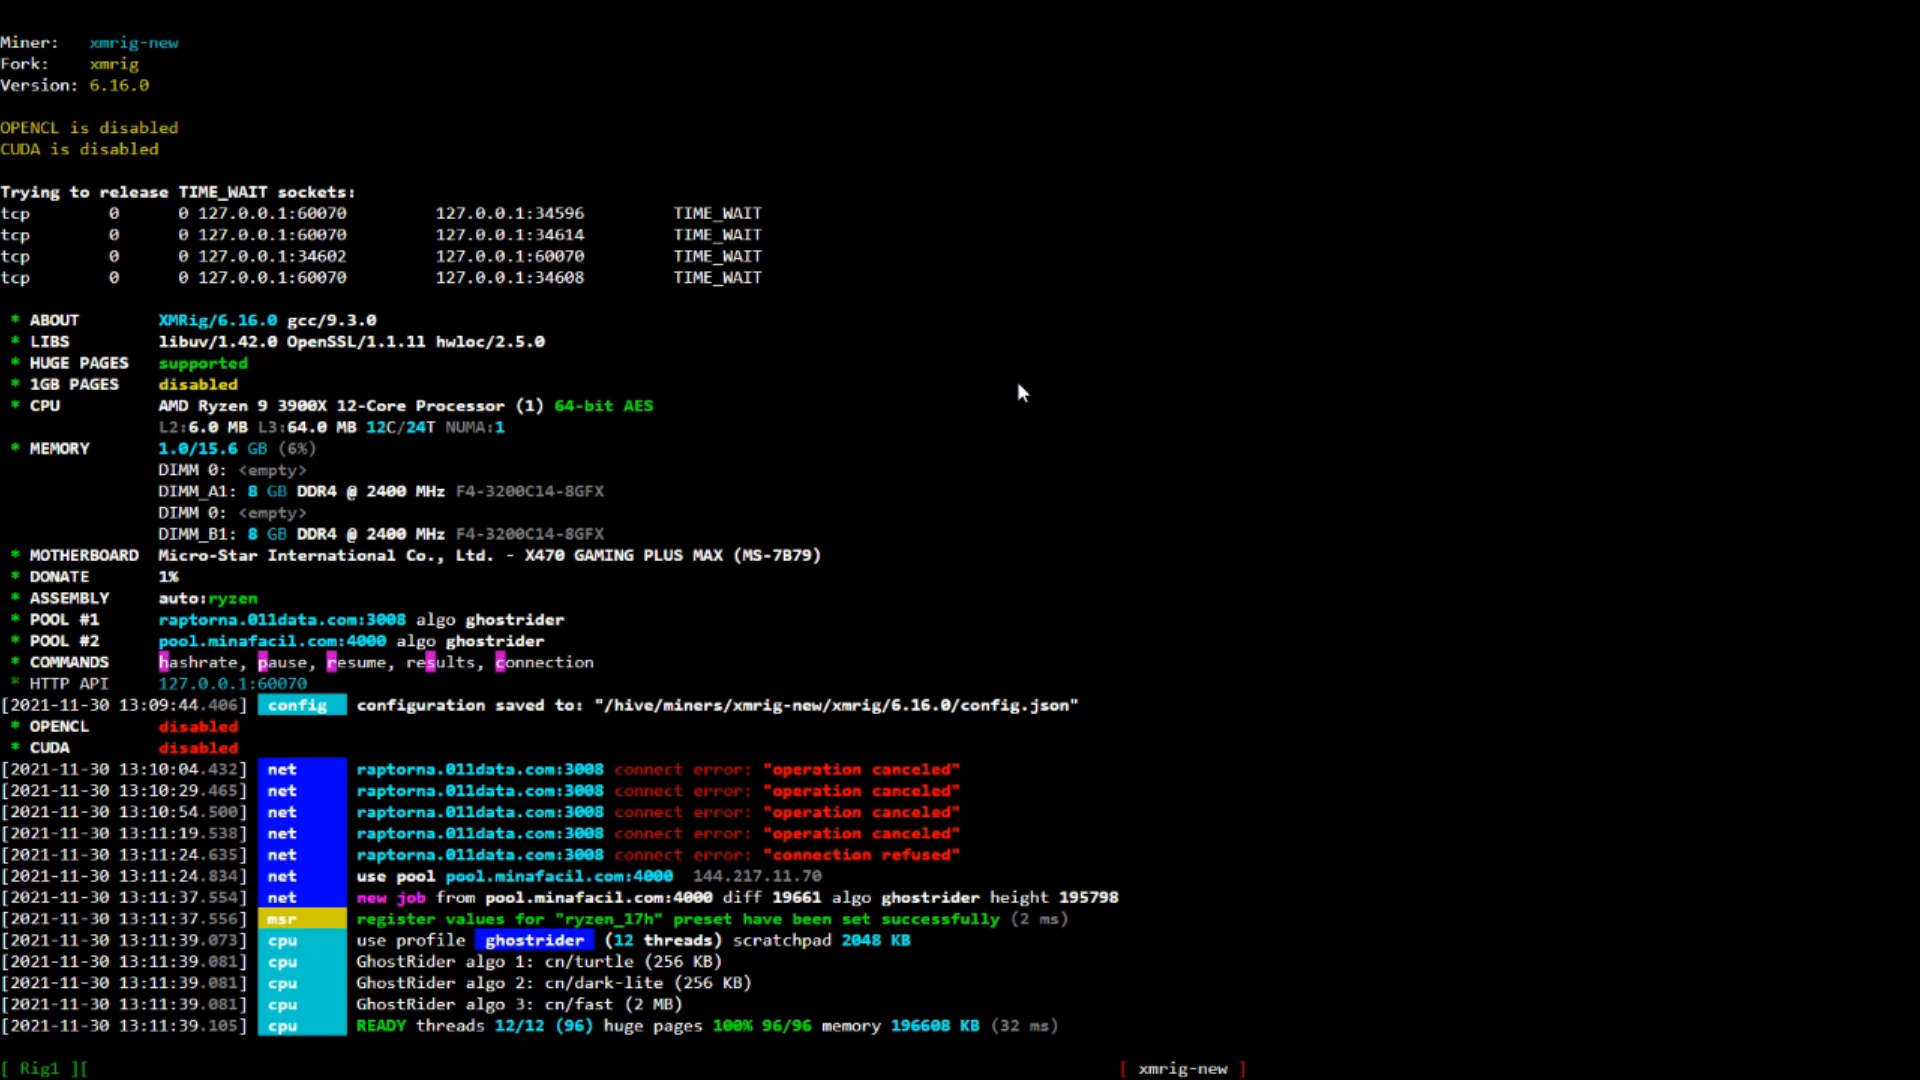 Miner:   xmrig-new
Fork:    xmrig
Version: 6.16.0
OPENCL is disabled
CUDA is disabled
Trying to release TIME_WAIT sockets:
tcp        0      0 127.0.0.1:60070         127.0.0.1:34596         TIME_WAIT
tcp        0      0 127.0.0.1:60070         127.0.0.1:34614         TIME_WAIT
tcp        0      0 127.0.0.1:34602         127.0.0.1:60070         TIME_WAIT
tcp        0      0 127.0.0.1:60070         127.0.0.1:34608         TIME_WAIT
* ABOUT        XMRig/6.16.0 gcc/9.3.0
* LIBS         libuv/1.42.0 OpenSSL/1.1.1l hwloc/2.5.0
* HUGE PAGES   supported
* 1GB PAGES    disabled
* CPU          AMD Ryzen 9 3900X 12-Core Processor (1) 64-bit AES
L2:6.0 MB L3:64.0 MB 12C/24T NUMA:1
* MEMORY       1.0/15.6 GB (6%)
DIMM 0: <empty>
DIMM_A1: 8 GB DDR4 @ 2400 MHz F4-3200C14-8GFX
DIMM 0: <empty>
DIMM_B1: 8 GB DDR4 @ 2400 MHz F4-3200C14-8GFX
* MOTHERBOARD  Micro-Star International Co., Ltd. - X470 GAMING PLUS MAX (MS-7B79)
* DONATE       1%
* ASSEMBLY     auto:ryzen
* POOL #1      raptorna.011data.com:3008 algo ghostrider
* POOL #2      pool.minafacil.com:4000 algo ghostrider
* COMMANDS     hashrate, pause, resume, results, connection
* HTTP API     127.0.0.1:60070
[2021-11-30 13:09:44.406]  config   configuration saved to: "/hive/miners/xmrig-new/xmrig/6.16.0/config.json"
* OPENCL       disabled
* CUDA         disabled
[2021-11-30 13:10:04.432]  net      raptorna.011data.com:3008 connect error: "operation canceled"
[2021-11-30 13:10:29.465]  net      raptorna.011data.com:3008 connect error: "operation canceled"
[2021-11-30 13:10:54.500]  net      raptorna.011data.com:3008 connect error: "operation canceled"
[2021-11-30 13:11:19.538]  net      raptorna.011data.com:3008 connect error: "operation canceled"
[2021-11-30 13:11:24.635]  net      raptorna.011data.com:3008 connect error: "connection refused"
[2021-11-30 13:11:24.834]  net      use pool pool.minafacil.com:4000  144.217.11.70
[2021-11-30 13:11:37.554]  net      new job from pool.minafacil.com:4000 diff 19661 algo ghostrider height 195798
[2021-11-30 13:11:37.556]  msr      register values for "ryzen_17h" preset have been set successfully (2 ms)
[2021-11-30 13:11:39.073]  cpu      use profile  ghostrider  (12 threads) scratchpad 2048 KB
[2021-11-30 13:11:39.081]  cpu      GhostRider algo 1: cn/turtle (256 KB)
[2021-11-30 13:11:39.081]  cpu      GhostRider algo 2: cn/dark-lite (256 KB)
[2021-11-30 13:11:39.081]  cpu      GhostRider algo 3: cn/fast (2 MB)
[2021-11-30 13:11:39.105]  cpu      READY threads 12/12 (96) huge pages 100% 96/96 memory 196608 KB (32 ms)
[ Rig1 ][ [ xmrig-new ]